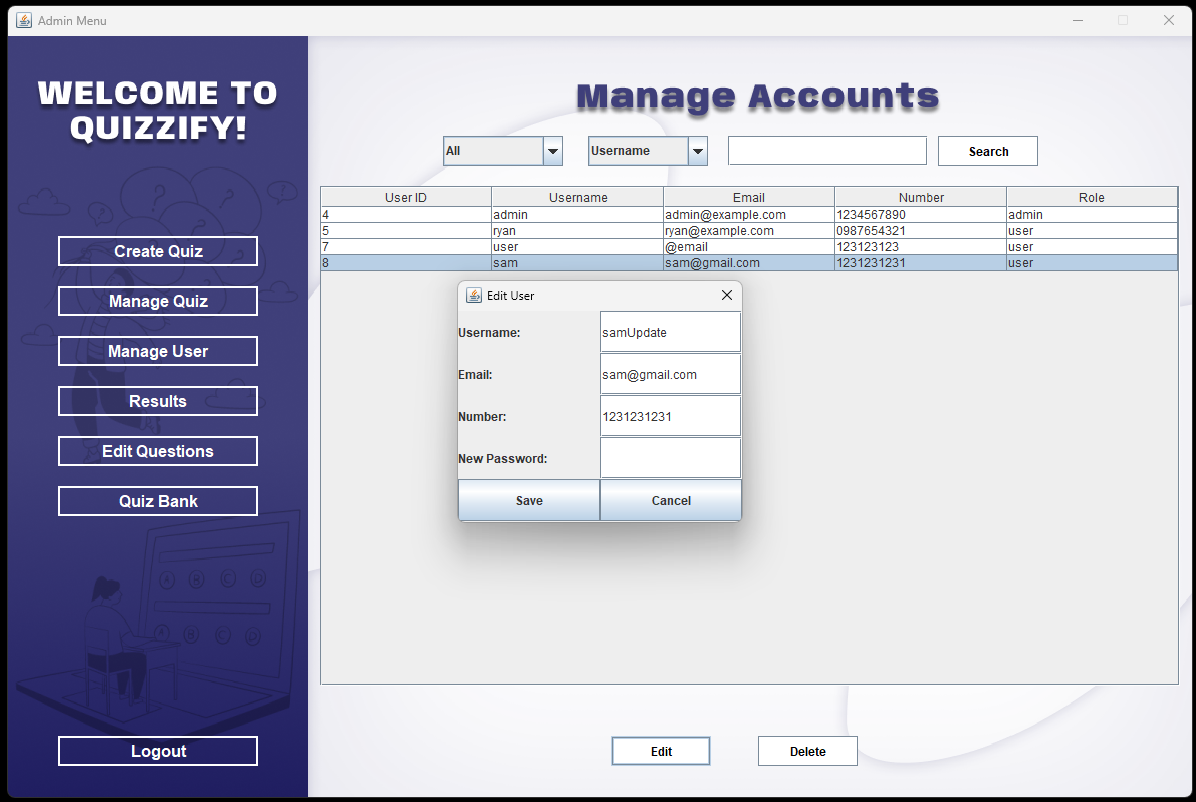 Admin Menu
WELCOME TO
QUIZZIFY!
Create Quiz
Manage Quiz
Manage User
Results
Edit Questions
Quiz Bank
Logout
Manage Accounts
All Username Search
User ID Username Email Number Role
4 admin admin@example.com 1234567890 admin
5 ryan ryan@example.com 0987654321 user
7 user @email 123123123 user
8 sam sam@gmail.com 1231231231 user
Edit User
Username: samUpdate
Email: sam@gmail.com
Number: 1231231231
New Password:
Save Cancel
Edit Delete
A B C D
A B C D